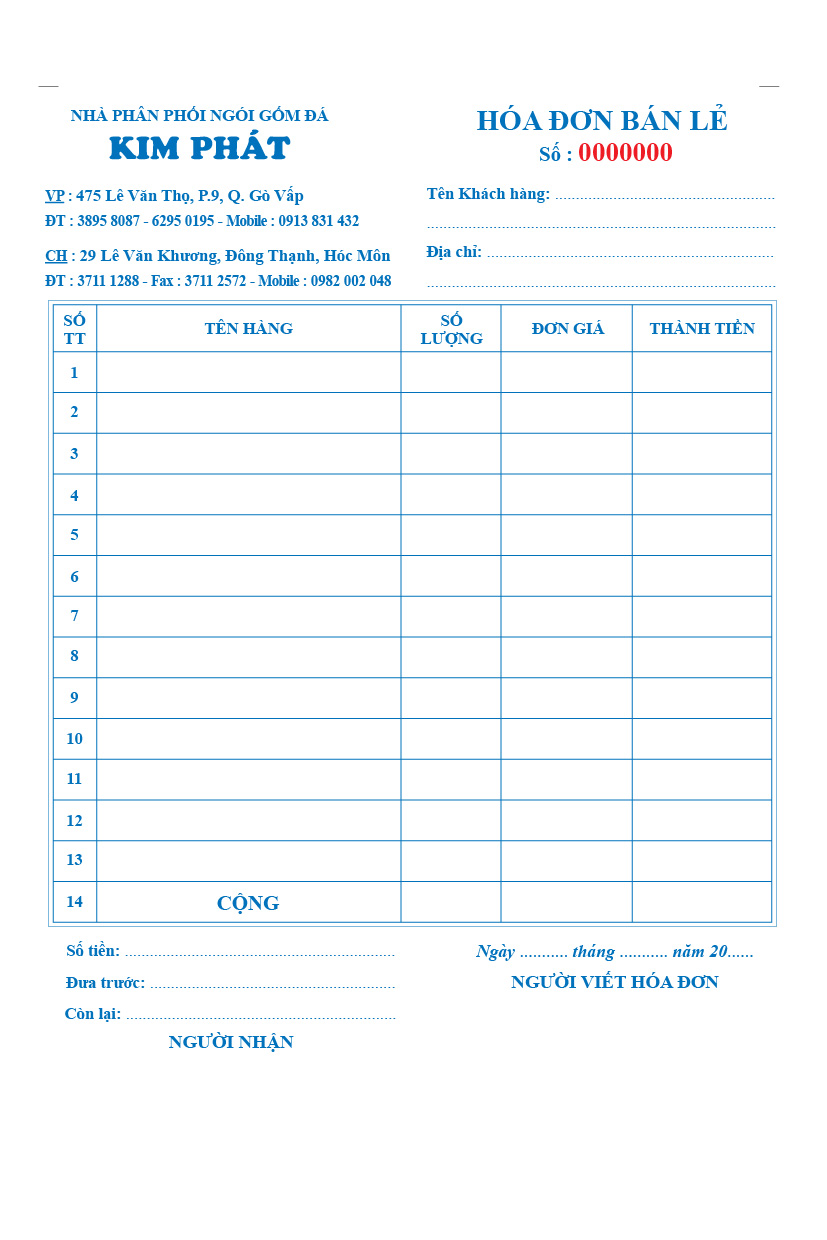 NHÀ PHÂN PHỐI NGÓI GỐM ĐÁ
KIM PHÁT
VP : 475 Lê Văn Thọ, P.9, Q. Gò Vấp
ĐT : 3895 8087 - 6295 0195 - Mobile : 0913 831 432
CH : 29 Lê Văn Khương, Đông Thạnh, Hóc Môn
ĐT : 3711 1288 - Fax : 3711 2572 - Mobile : 0982 002 048
HÓA ĐƠN BÁN LẺ
Số : 0000000
Tên Khách hàng: .....................................................
....................................................................................
Địa chỉ: .....................................................................
....................................................................................
SỐ TT TÊN HÀNG SỐ LƯỢNG ĐƠN GIÁ THÀNH TIỀN
1
2
3
4
5
6
7
8
9
10
11
12
13
14 CỘNG
Số tiền: .................................................................
Đưa trước: ...........................................................
Còn lại: .................................................................
NGƯỜI NHẬN
Ngày ........... tháng ........... năm 20......
NGƯỜI VIẾT HÓA ĐƠN